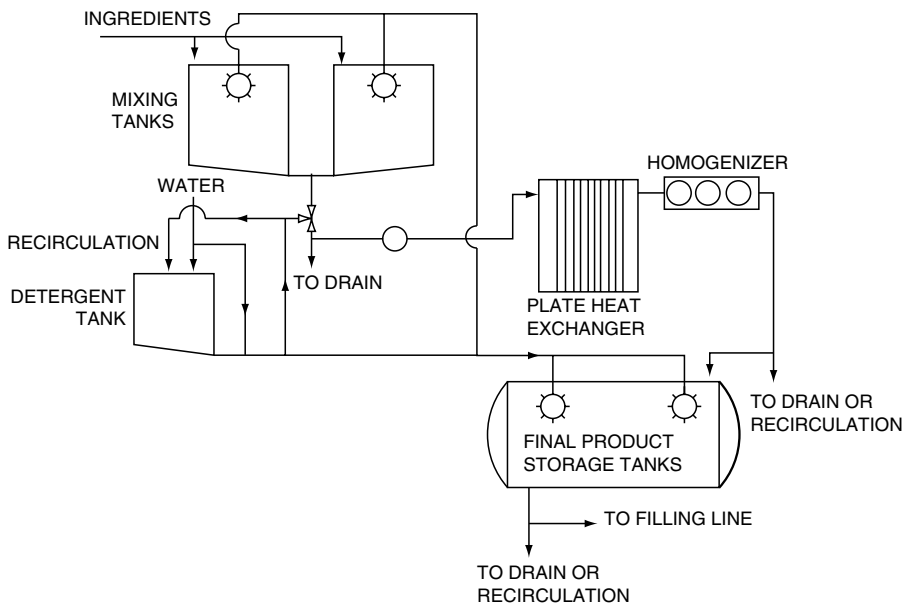 INGREDIENTS
MIXING
TANKS
WATER
HOMOGENIZER
RECIRCULATION
TO DRAIN
DETERGENT
TANK
PLATE HEAT
EXCHANGER
TO DRAIN OR
RECIRCULATION
FINAL PRODUCT
STORAGE TANKS
TO FILLING LINE
TO DRAIN OR
RECIRCULATION